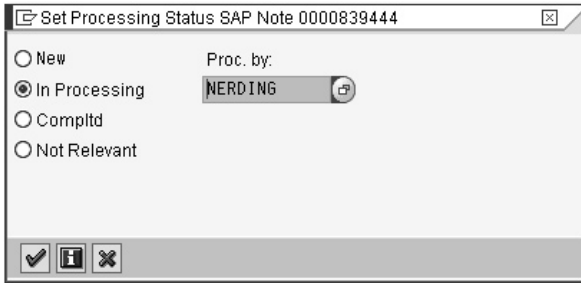 Set Processing Status SAP Note 0000839444
New Proc. by:
In Processing NERDING
Compltd
Not Relevant